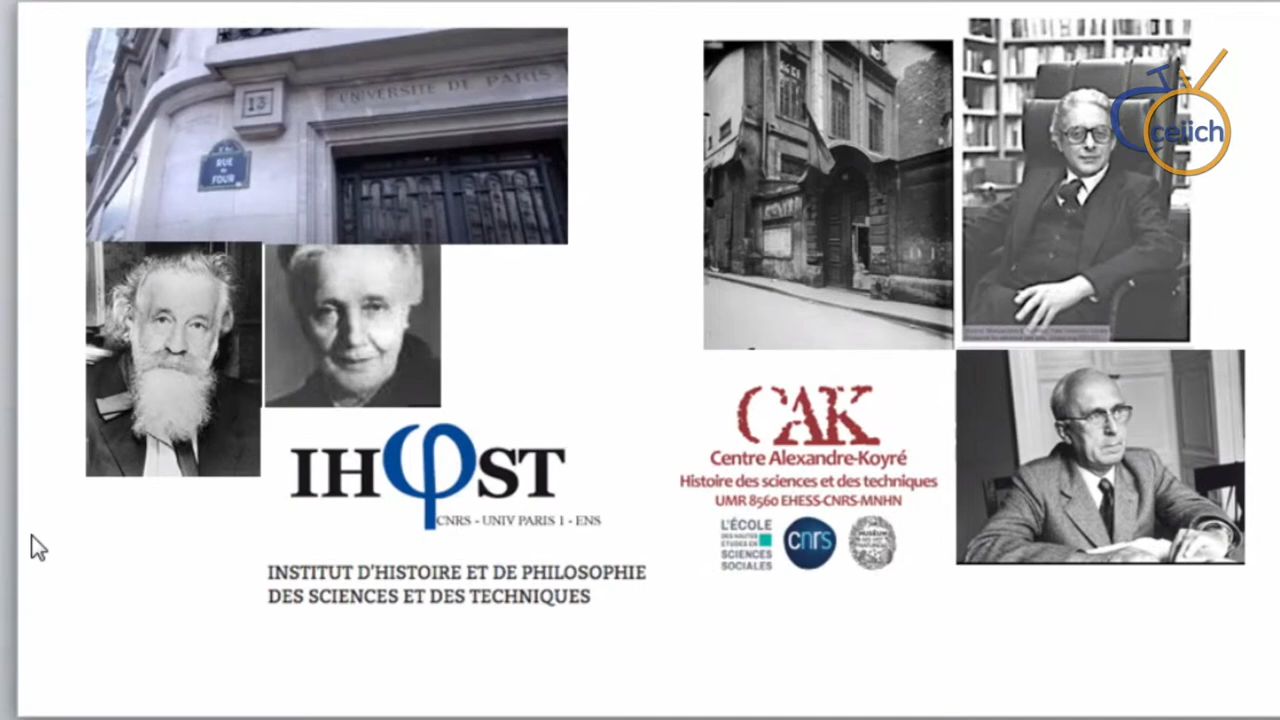 UNIVERSITE DE PARIS
13
RUE
DU
FOUR
TV
ceiich
IHφST
CNRS - UNIV PARIS 1 - ENS
INSTITUT D'HISTOIRE ET DE PHILOSOPHIE
DES SCIENCES ET DES TECHNIQUES
CAK
Centre Alexandre-Koyré
Histoire des sciences et des techniques
UMR 8560 EHESS-CNRS-MNHN
L'ÉCOLE
DES HAUTES
ÉTUDES EN
SCIENCES
SOCIALES
cnrs